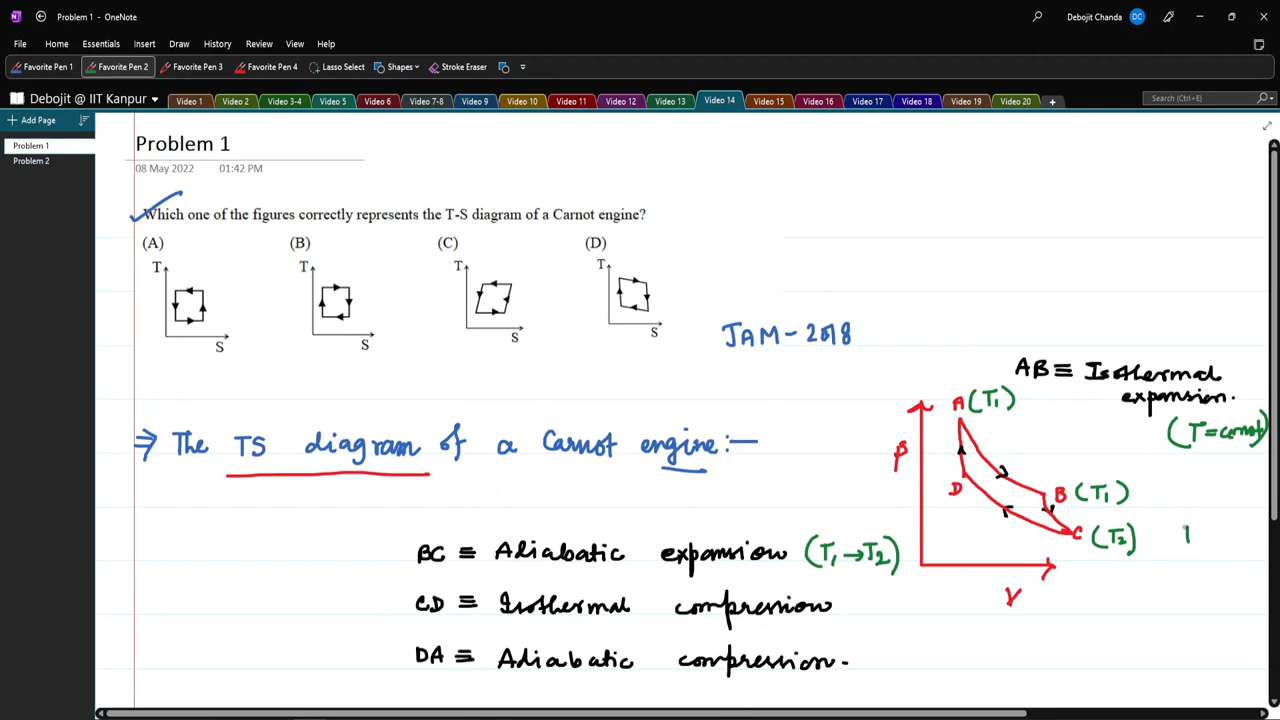 Problem 1 - OneNote
Debojit Chanda DC
File Home Essentials Insert Draw History Review View Help
Favorite Pen 1 Favorite Pen 2 Favorite Pen 3 Favorite Pen 4 Lasso Select Shapes Stroke Eraser
Debojit @ IIT Kanpur Video 1 Video 2 Video 3-4 Video 5 Video 6 Video 7-8 Video 9 Video 10 Video 11 Video 12 Video 13 Video 14 Video 15 Video 16 Video 17 Video 18 Video 19 Video 20 + Search (Ctrl+E)
+ Add Page
Problem 1
Problem 2
Problem 1
08 May 2022 01:42 PM
Which one of the figures correctly represents the T-S diagram of a Carnot engine?
(A) (B) (C) (D)
T T T T
S S S S
JAM - 2018
AB ≡ Isothermal
expansion.
(T = const)
⇒ The TS diagram of a Carnot engine:-
P
A (T1)
B (T1)
D
C (T2)
V
BC ≡ Adiabatic expansion (T1 → T2)
CD ≡ Isothermal compression
DA ≡ Adiabatic compression.